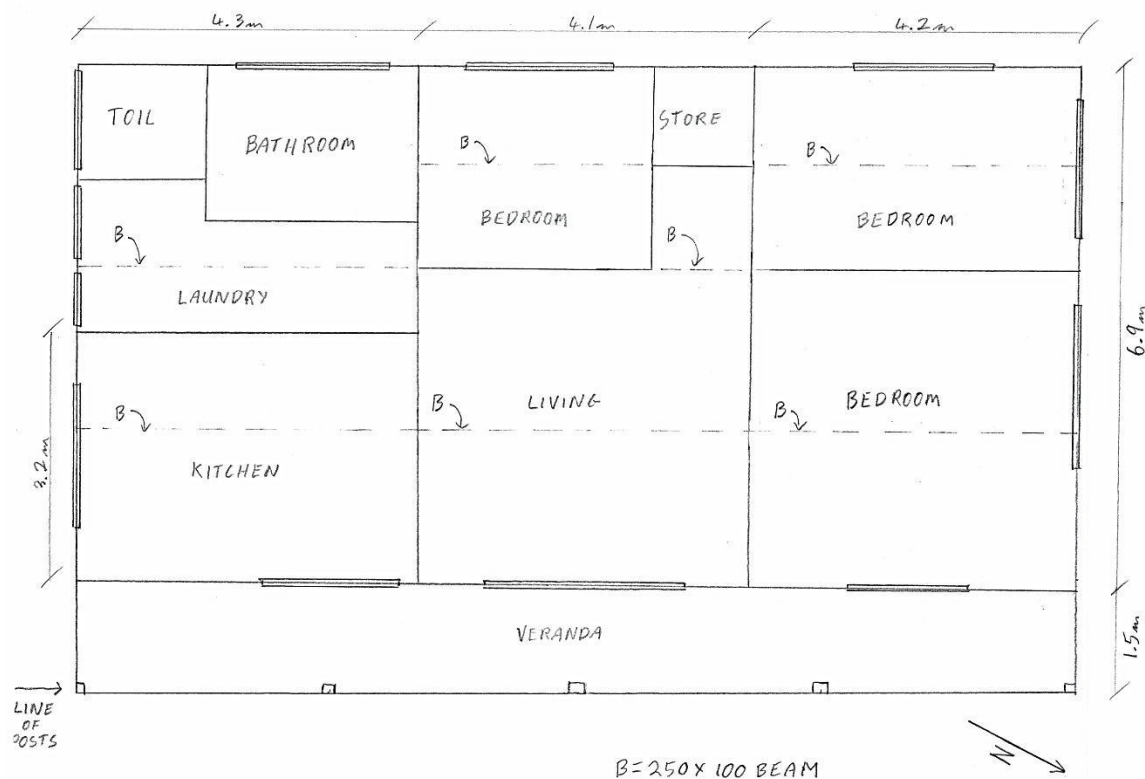 4.3m 4.1m 4.2m
TOIL
BATHROOM
STORE
B
B
BEDROOM
BEDROOM
B
B
LAUNDRY
6.9m
B
B
LIVING
B
BEDROOM
3.2m
KITCHEN
VERANDA
1.5m
LINE
OF
POSTS
N
B=250 X 100 BEAM